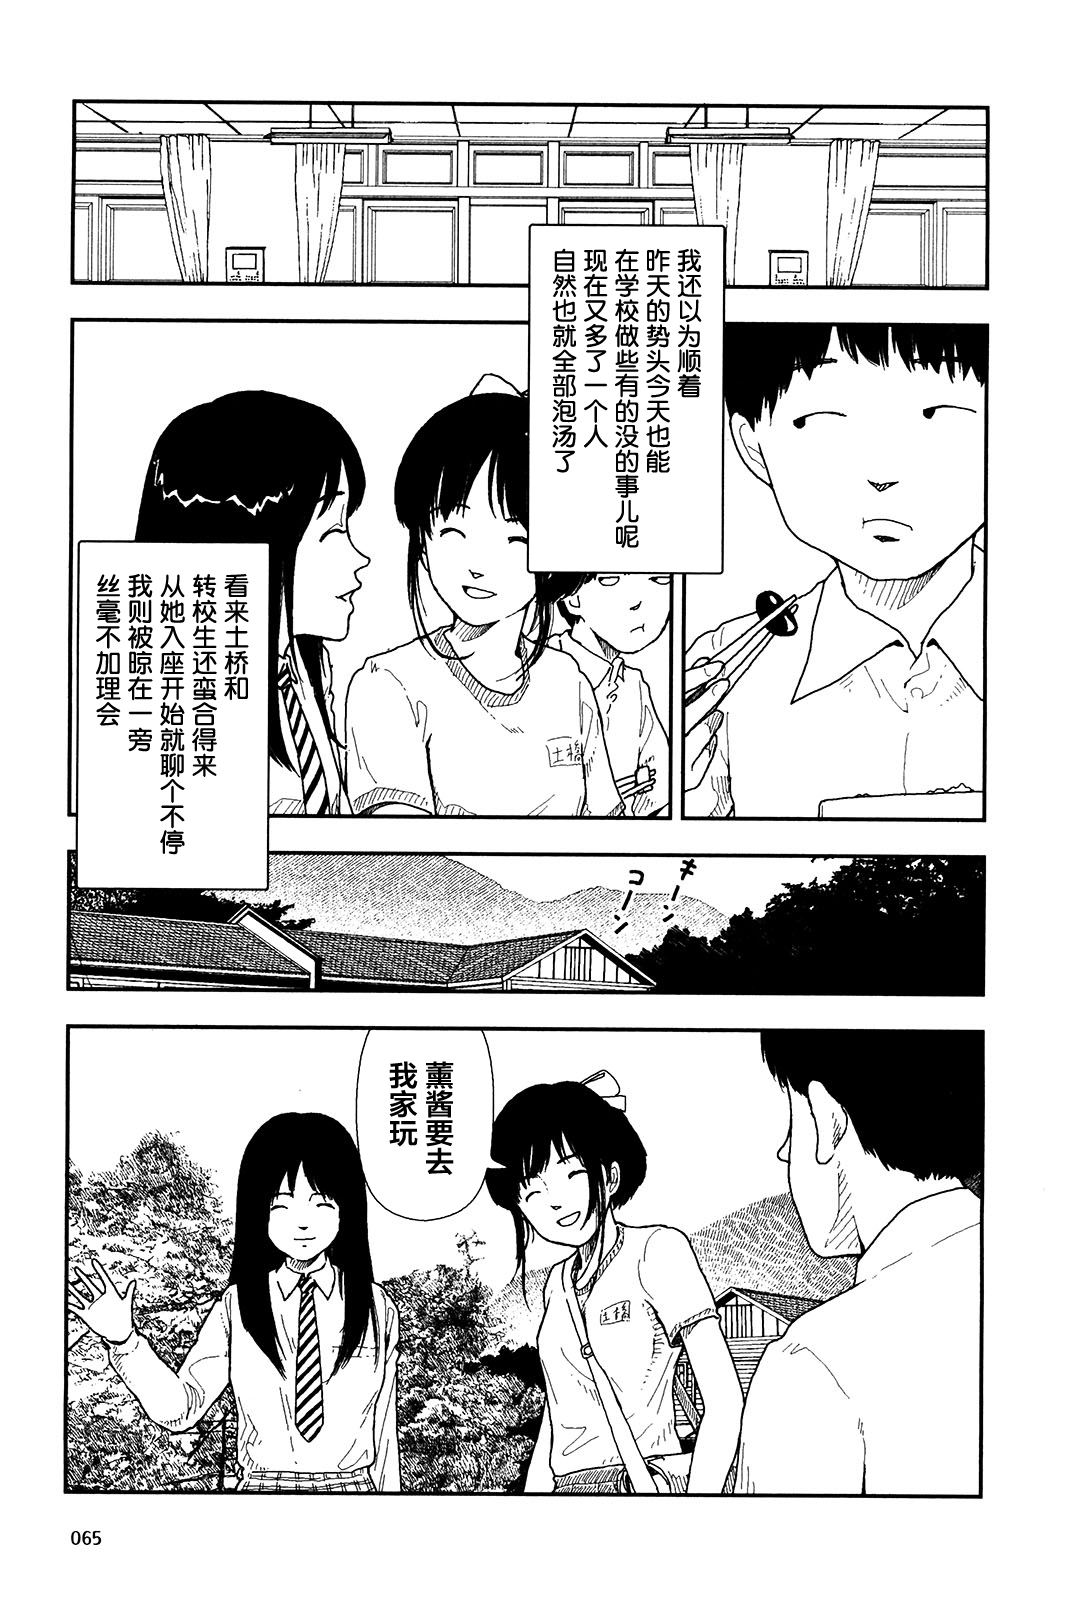 我还以为顺着
昨天的势头今天也能
在学校做些有的没的事儿呢
现在又多了一个人
自然也就全部泡汤了
看来土桥和
转校生还蛮合得来
从她入座开始就聊个不停
我则被晾在一旁
丝毫不加理会
土橋
キーン
コーン
薰酱要去
我家玩
土橋
065